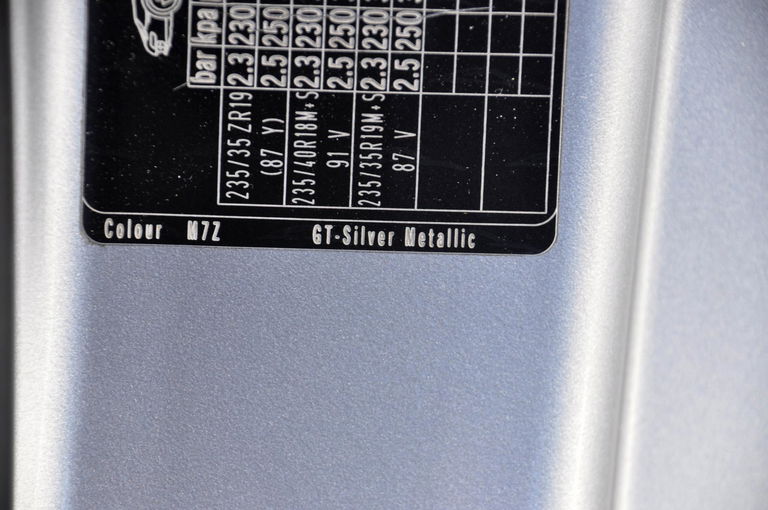 bar kpa
235/35 ZR19 2.3 230
(87 Y) 2.5 250
235/40R18M+S 2.3 230
91 V 2.5 250
235/35R19M+S 2.3 230
87 V 2.5 250
Colour M7Z GT-Silver Metallic